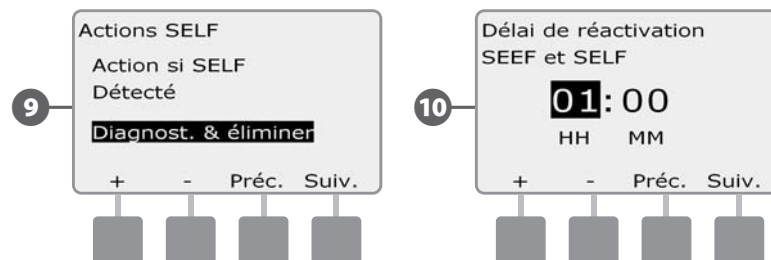 9
Actions SELF
Action si SELF
Détecté
Diagnost. & éliminer
+ - Préc. Suiv.
10
Délai de réactivation
SEEF et SELF
01:00
HH MM
+ - Préc. Suiv.